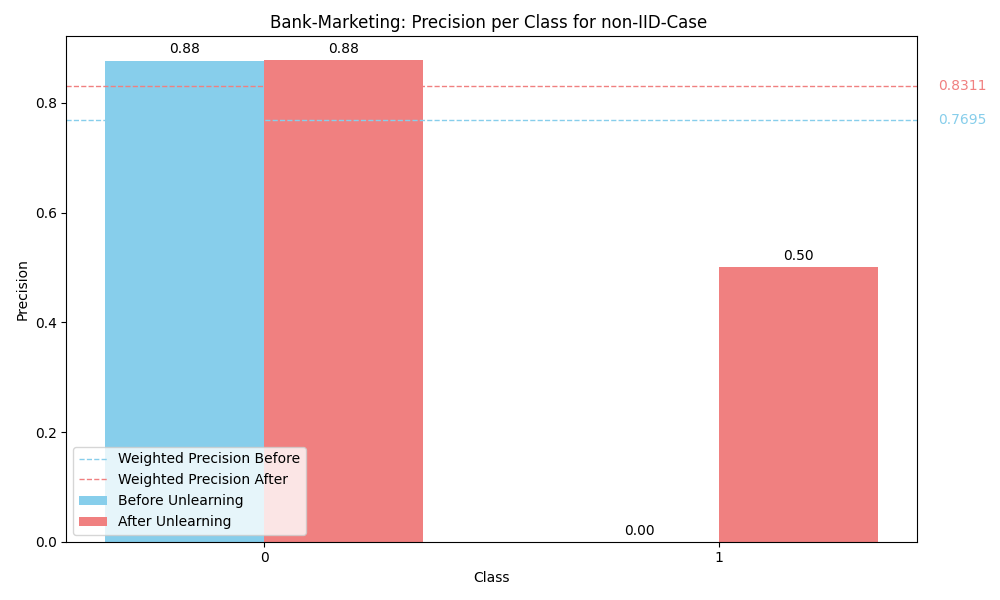 Bank-Marketing: Precision per Class for non-IID-Case
Precision
0.8
0.6
0.4
0.2
0.0
0.88
0.88
0.00
0.50
0.8311
0.7695
Weighted Precision Before
Weighted Precision After
Before Unlearning
After Unlearning
0
1
Class